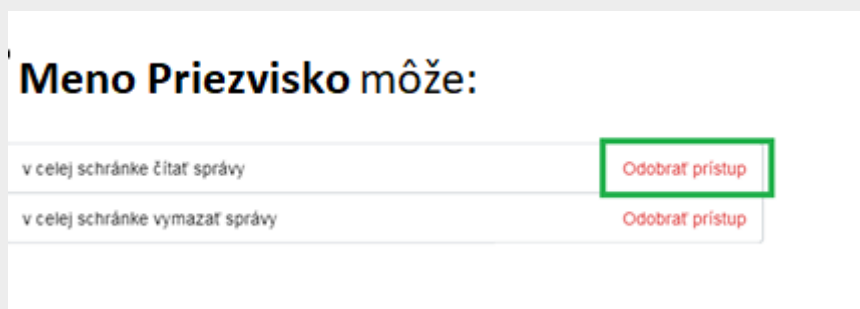 Meno Priezvisko môže:
v celej schránke čítať správy Odobrať prístup
v celej schránke vymazať správy Odobrať prístup